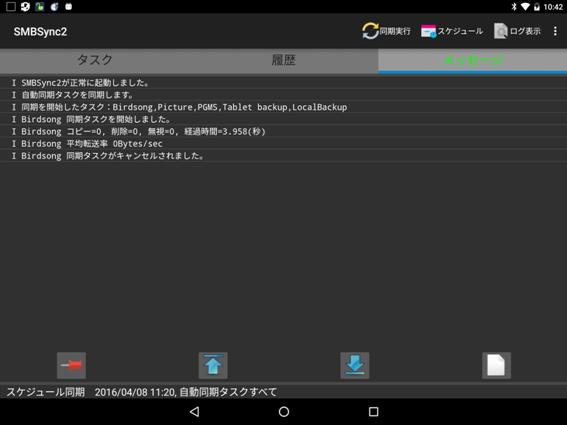 10:42
SMBSync2
同期実行
スケジュール
ログ表示
タスク
履歴
メッセージ
I SMBSync2が正常に起動しました。
I 自動同期タスクを同期します。
I 同期を開始したタスク：Birdsong,Picture,PGMS,Tablet backup,LocalBackup
I Birdsong 同期タスクを開始しました。
I Birdsong コピー=0, 削除=0, 無視=0, 経過時間=3.958(秒)
I Birdsong 平均転送率 0Bytes/sec
I Birdsong 同期タスクがキャンセルされました。
スケジュール同期 2016/04/08 11:20, 自動同期タスクすべて